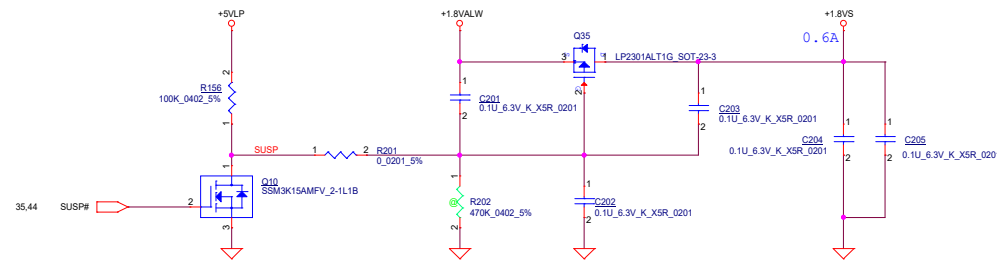 +5VLP
+1.8VALW
+1.8VS
0.6A
Q35
3
1
LP2301ALT1G_SOT-23-3
2
2
R156
100K_0402_5%
1
1
C201
0.1U_6.3V_K_X5R_0201
2
1
C203
0.1U_6.3V_K_X5R_0201
2
1
C204
0.1U_6.3V_K_X5R_0201
2
1
C205
0.1U_6.3V_K_X5R_0201
2
SUSP
1
2
R201
0_0201_5%
1
Q10
SSM3K15AMFV_2-1L1B
35,44
SUSP#
2
3
1
@
R202
470K_0402_5%
2
1
C202
0.1U_6.3V_K_X5R_0201
2